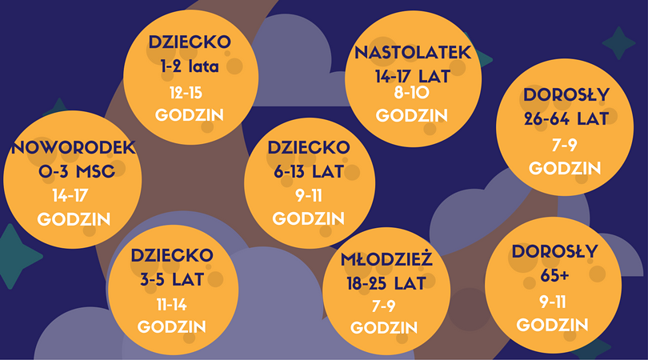 NOWORODEK
0-3 MSC
14-17
GODZIN
DZIECKO
1-2 lata
12-15
GODZIN
DZIECKO
3-5 LAT
11-14
GODZIN
DZIECKO
6-13 LAT
9-11
GODZIN
NASTOLATEK
14-17 LAT
8-10
GODZIN
MŁODZIEŻ
18-25 LAT
7-9
GODZIN
DOROSŁY
26-64 LAT
7-9
GODZIN
DOROSŁY
65+
9-11
GODZIN